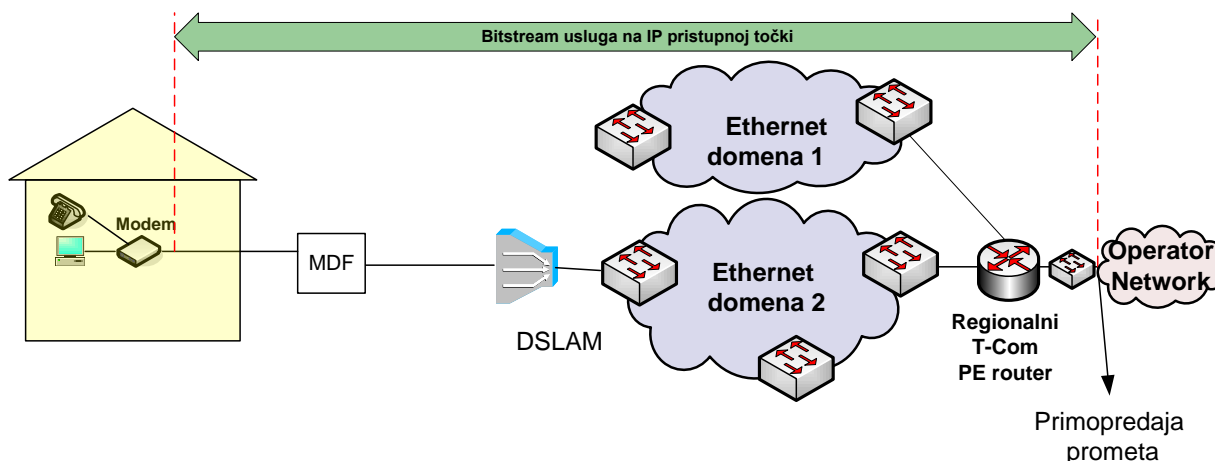 Bitstream usluga na IP pristupnoj točki
Ethernet
domena 1
Modem
MDF
DSLAM
Ethernet
domena 2
Regionalni
T-Com
PE router
Operator
Network
Primopredaja
prometa